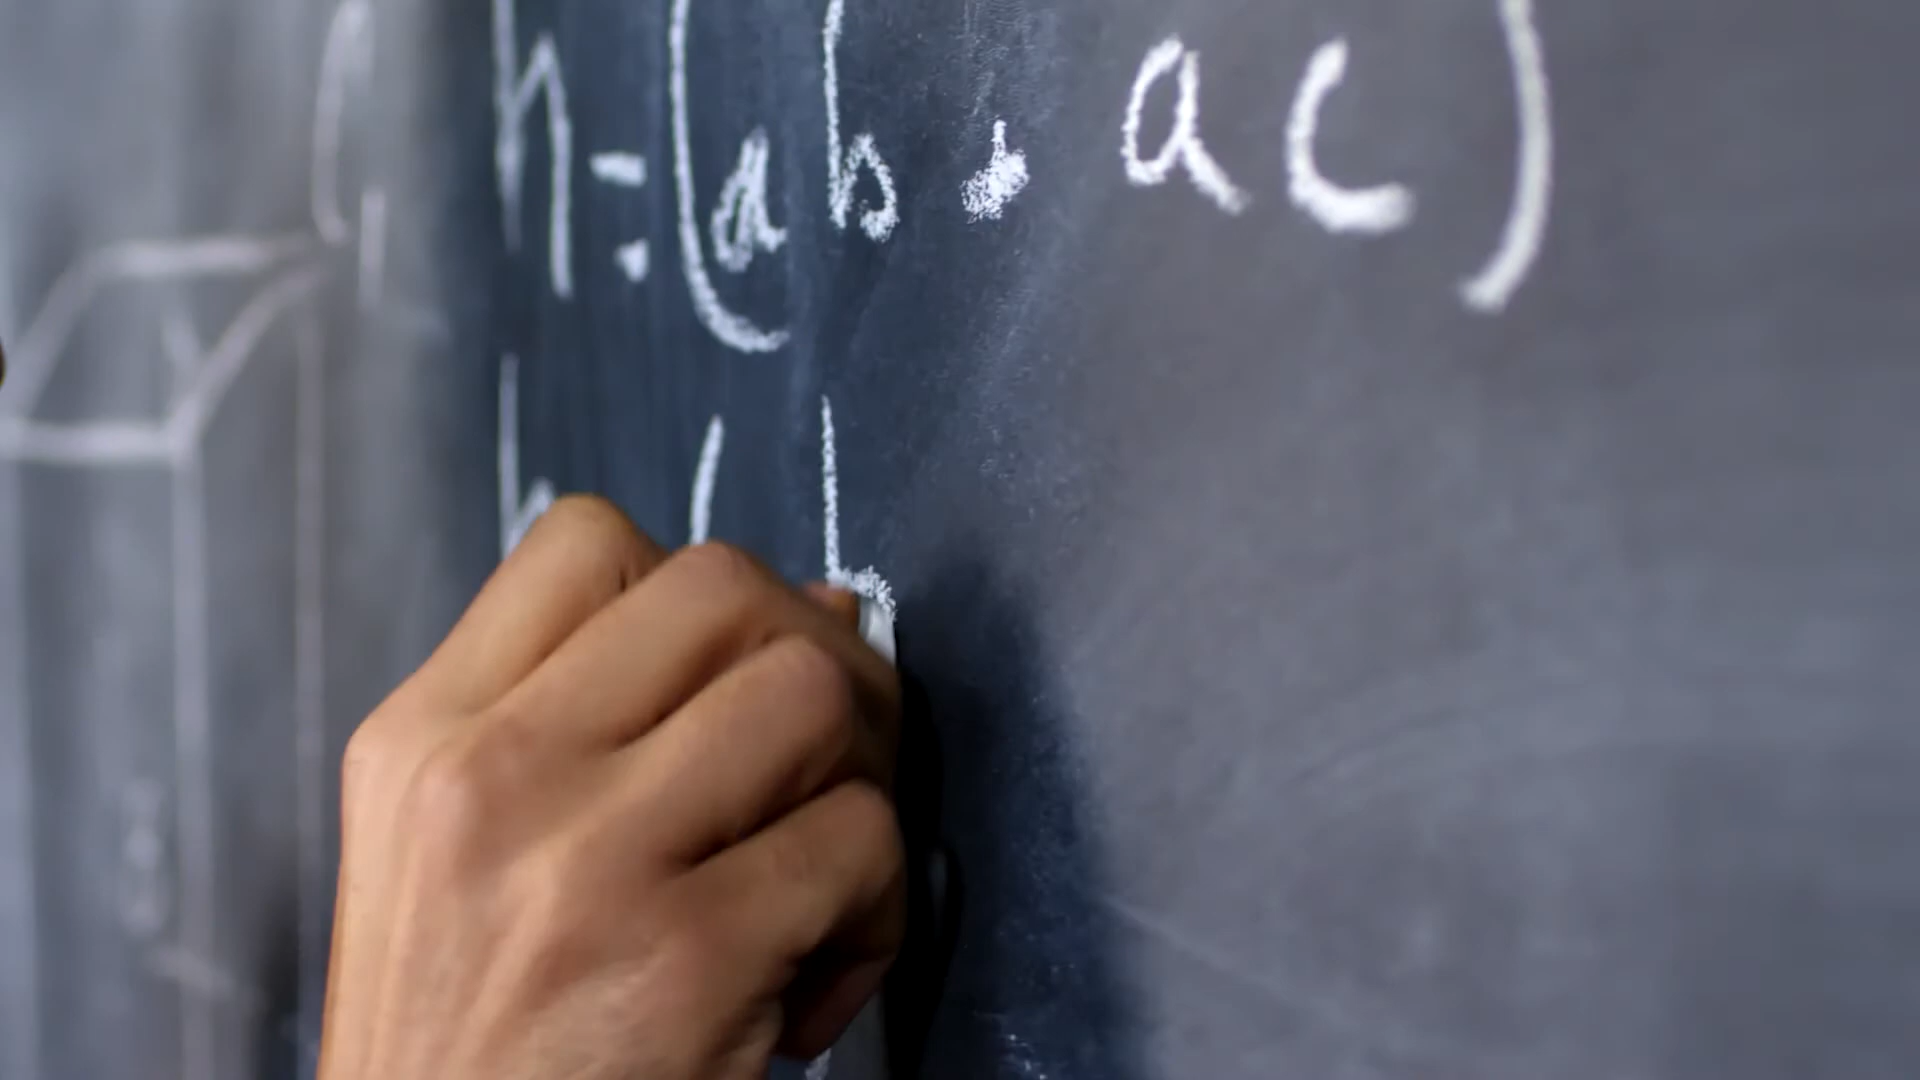 h=(ab, ac)
h (b